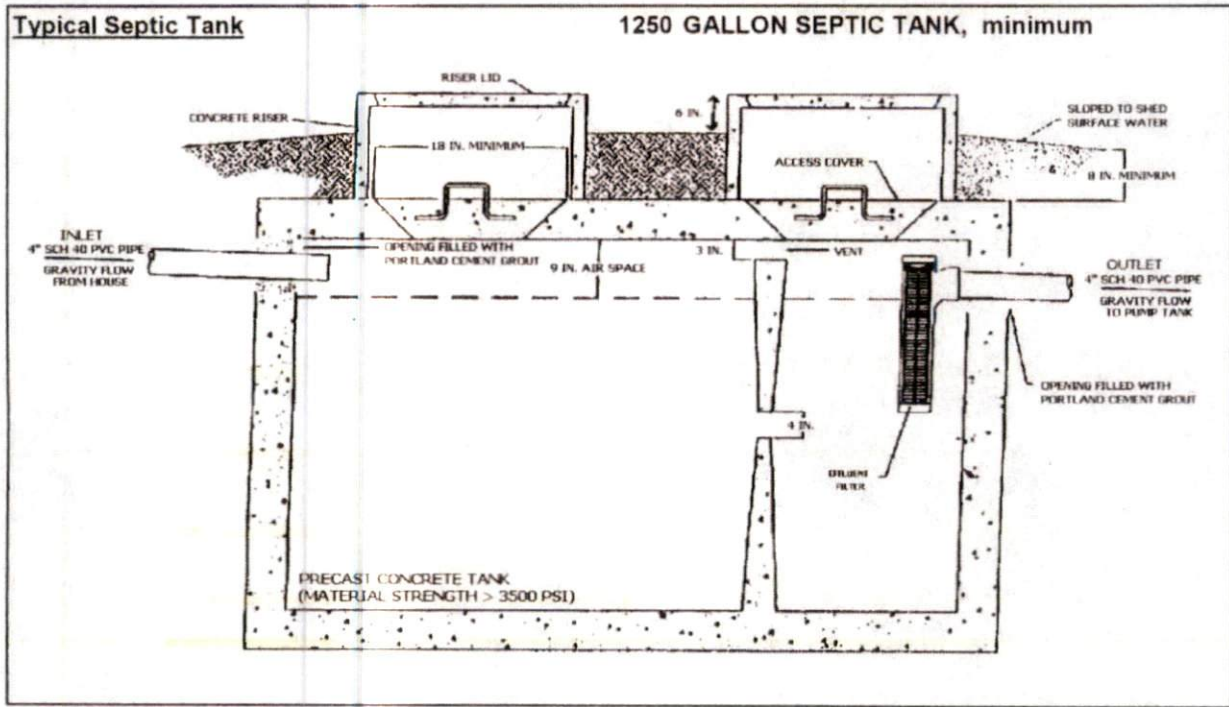 Typical Septic Tank
1250 GALLON SEPTIC TANK, minimum
RISER LID
CONCRETE RISER
6 IN.
SLOPED TO SHED
SURFACE WATER
18 IN. MINIMUM
ACCESS COVER
8 IN. MINIMUM
INLET
4" SCH 40 PVC PIPE
GRAVITY FLOW
FROM HOUSE
OPENING FILLED WITH
PORTLAND CEMENT GROUT
9 IN. AIR SPACE
3 IN.
VENT
OUTLET
4" SCH 40 PVC PIPE
GRAVITY FLOW
TO PUMP TANK
OPENING FILLED WITH
PORTLAND CEMENT GROUT
4 IN.
EFFLUENT
FILTER
PRECAST CONCRETE TANK
(MATERIAL STRENGTH > 3500 PSI)